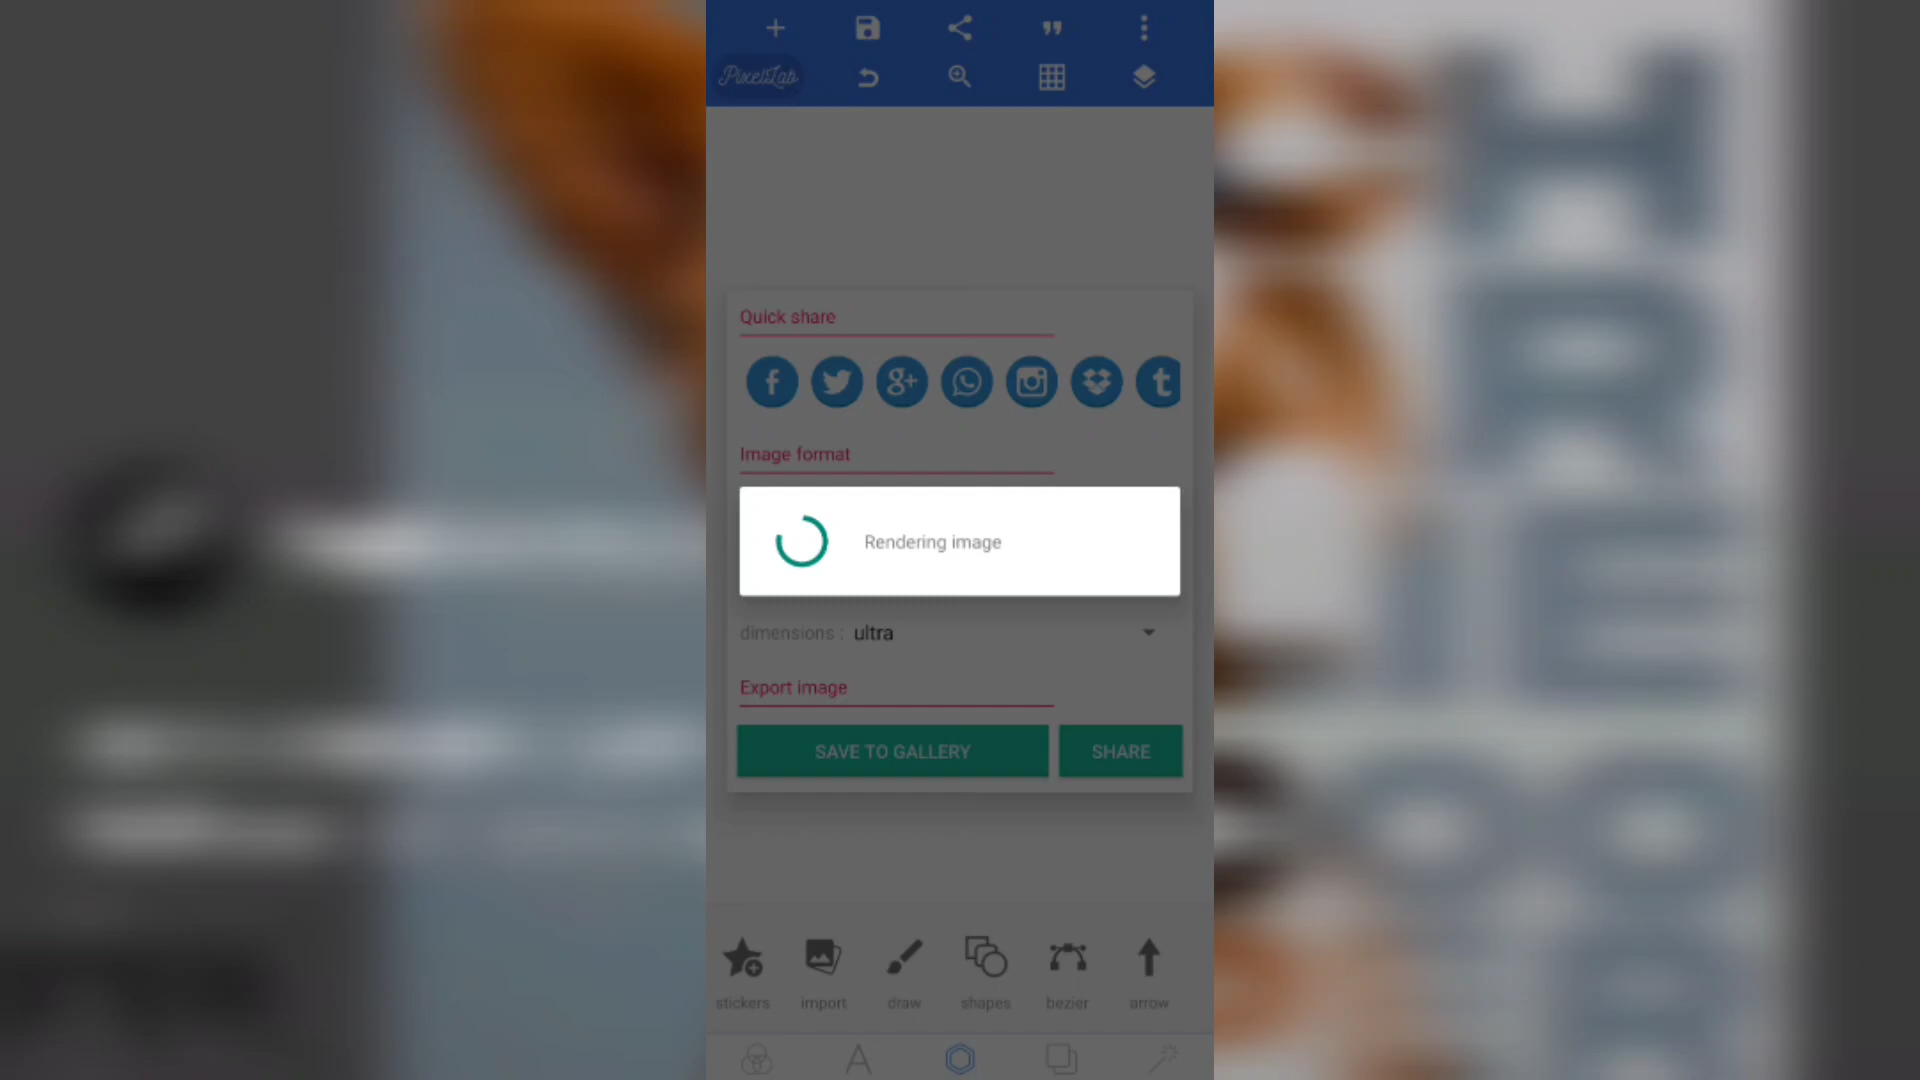 PixelLab
Quick share
Image format
Rendering image
dimensions : ultra
Export image
SAVE TO GALLERY
SHARE
stickers
import
draw
shapes
bezier
arrow